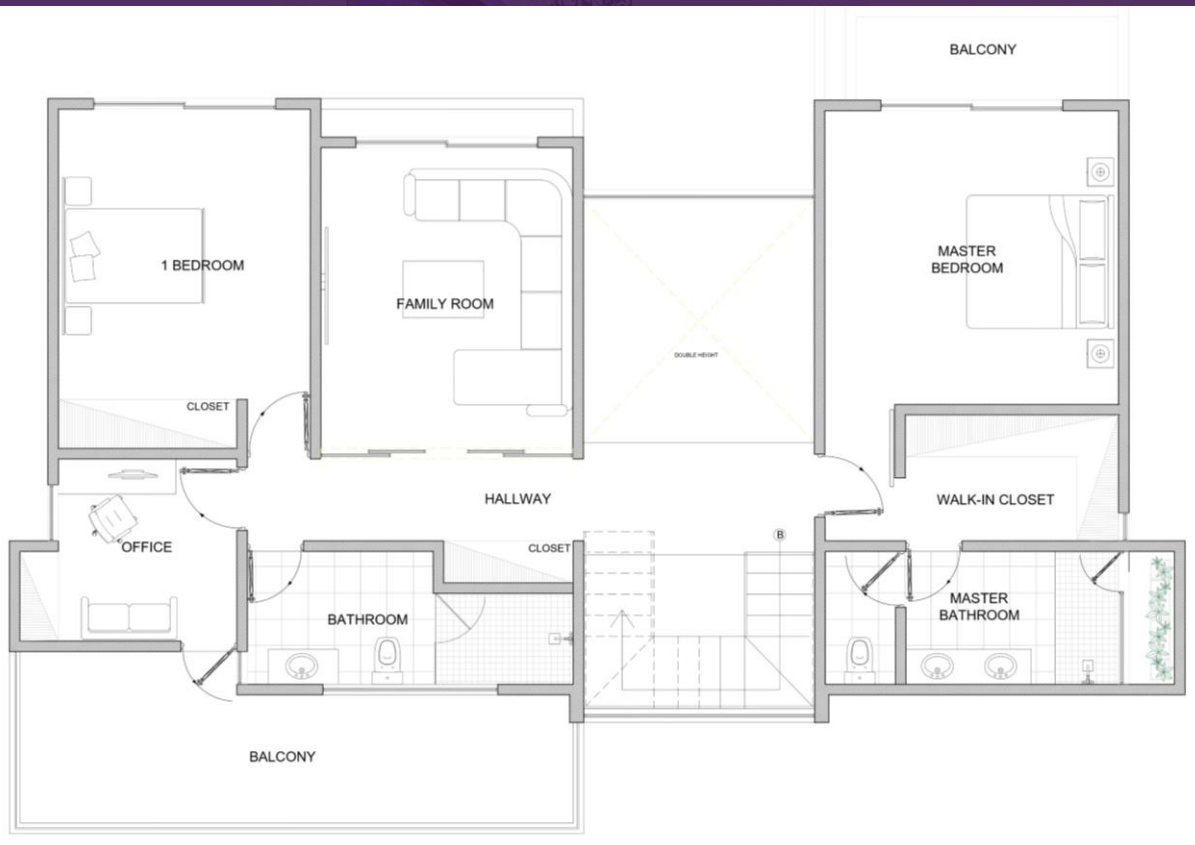 BALCONY
1 BEDROOM
MASTER
BEDROOM
FAMILY ROOM
DOUBLE HEIGHT
CLOSET
HALLWAY
WALK-IN CLOSET
B
OFFICE
CLOSET
BATHROOM
MASTER
BATHROOM
BALCONY